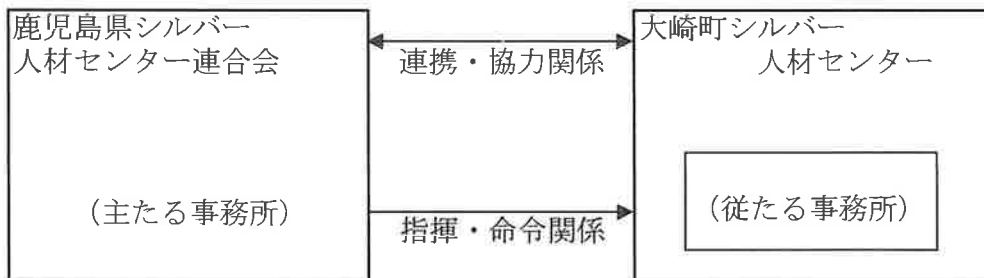 鹿児島県シルバー
人材センター連合会
連携・協力関係
大崎町シルバー
人材センター
（主たる事務所）
指揮・命令関係
（従たる事務所）